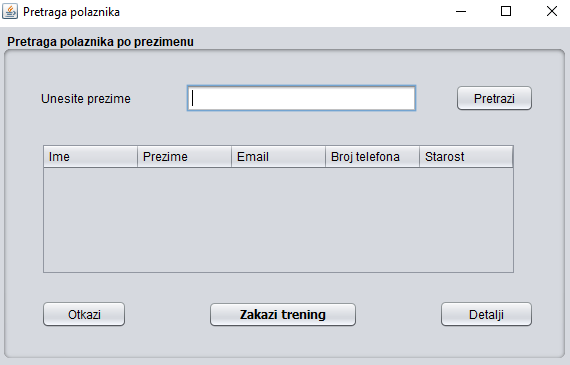 Pretraga polaznika
Pretraga polaznika po prezimenu
Unesite prezime Pretrazi
Ime Prezime Email Broj telefona Starost
Otkazi Zakazi trening Detalji